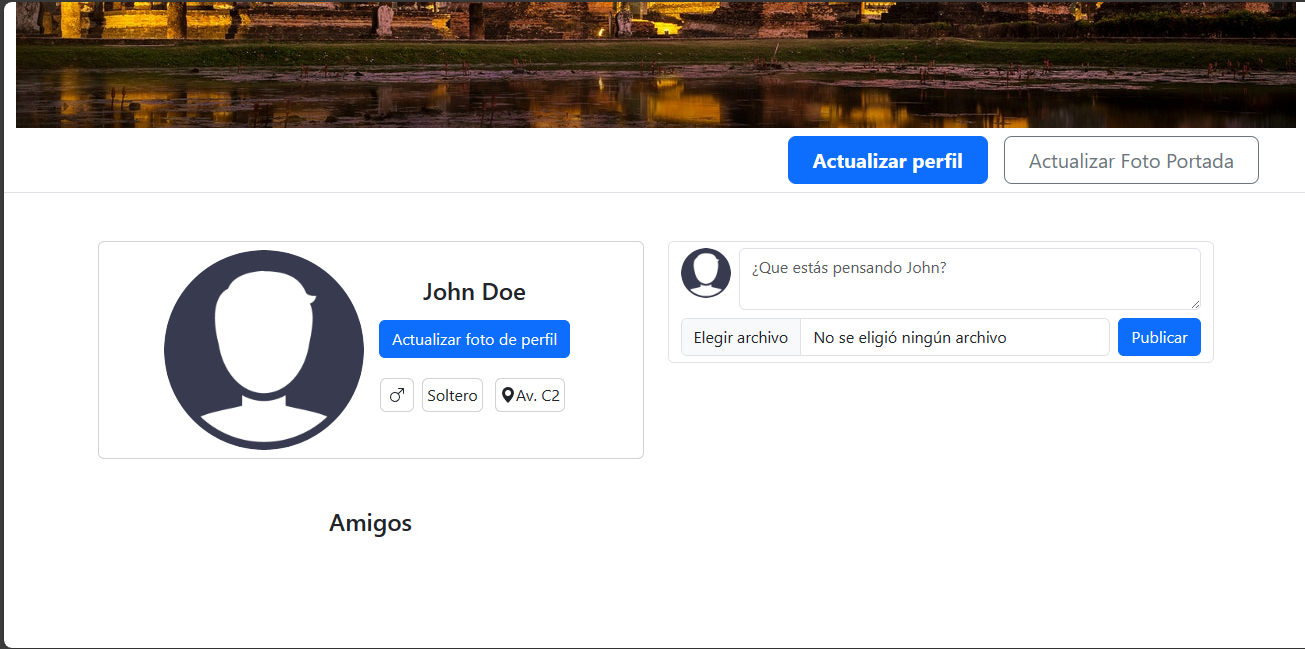 Actualizar perfil
Actualizar Foto Portada
John Doe
Actualizar foto de perfil
Soltero
Av. C2
¿Que estás pensando John?
Elegir archivo
No se eligió ningún archivo
Publicar
Amigos